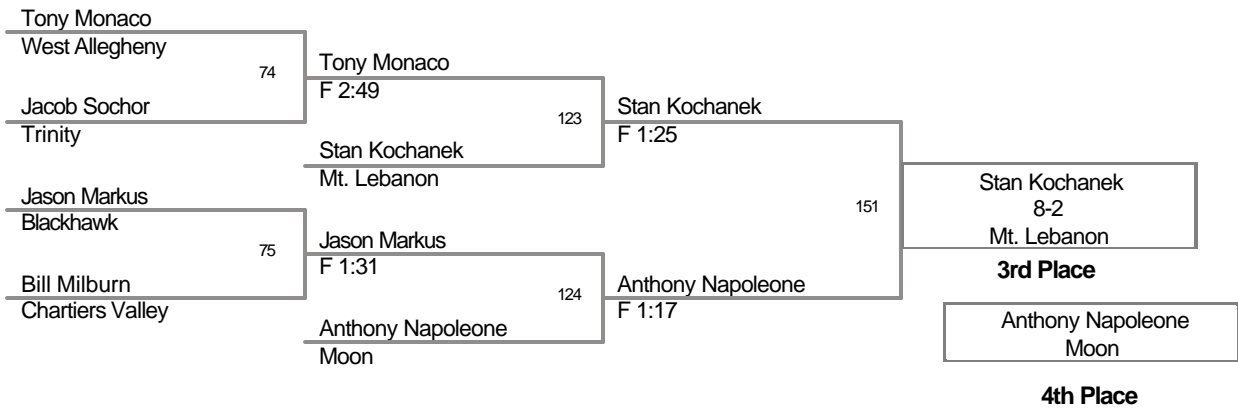 Tony Monaco
West Allegheny
74
Jacob Sochor
Trinity
Jason Markus
Blackhawk
75
Bill Milburn
Chartiers Valley
Tony Monaco
F 2:49
123
Stan Kochanek
Mt. Lebanon
Jason Markus
F 1:31
124
Anthony Napoleone
Moon
Stan Kochanek
F 1:25
151
Anthony Napoleone
F 1:17
Stan Kochanek
8-2
Mt. Lebanon
3rd Place
Anthony Napoleone
Moon
4th Place